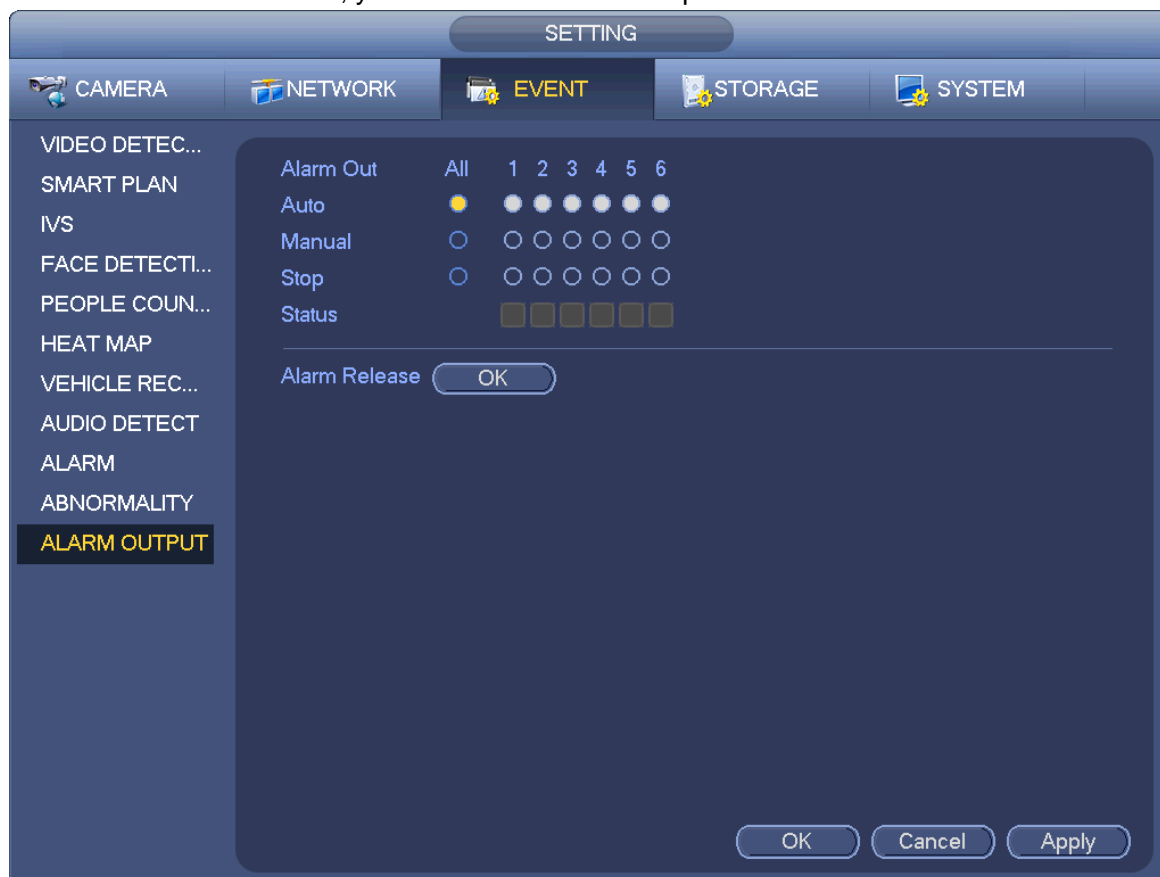 SETTING
CAMERA NETWORK EVENT STORAGE SYSTEM
VIDEO DETEC...
SMART PLAN
IVS
FACE DETECTI...
PEOPLE COUN...
HEAT MAP
VEHICLE REC...
AUDIO DETECT
ALARM
ABNORMALITY
ALARM OUTPUT
Alarm Out All 1 2 3 4 5 6
Auto
Manual
Stop
Status
Alarm Release OK
OK Cancel Apply